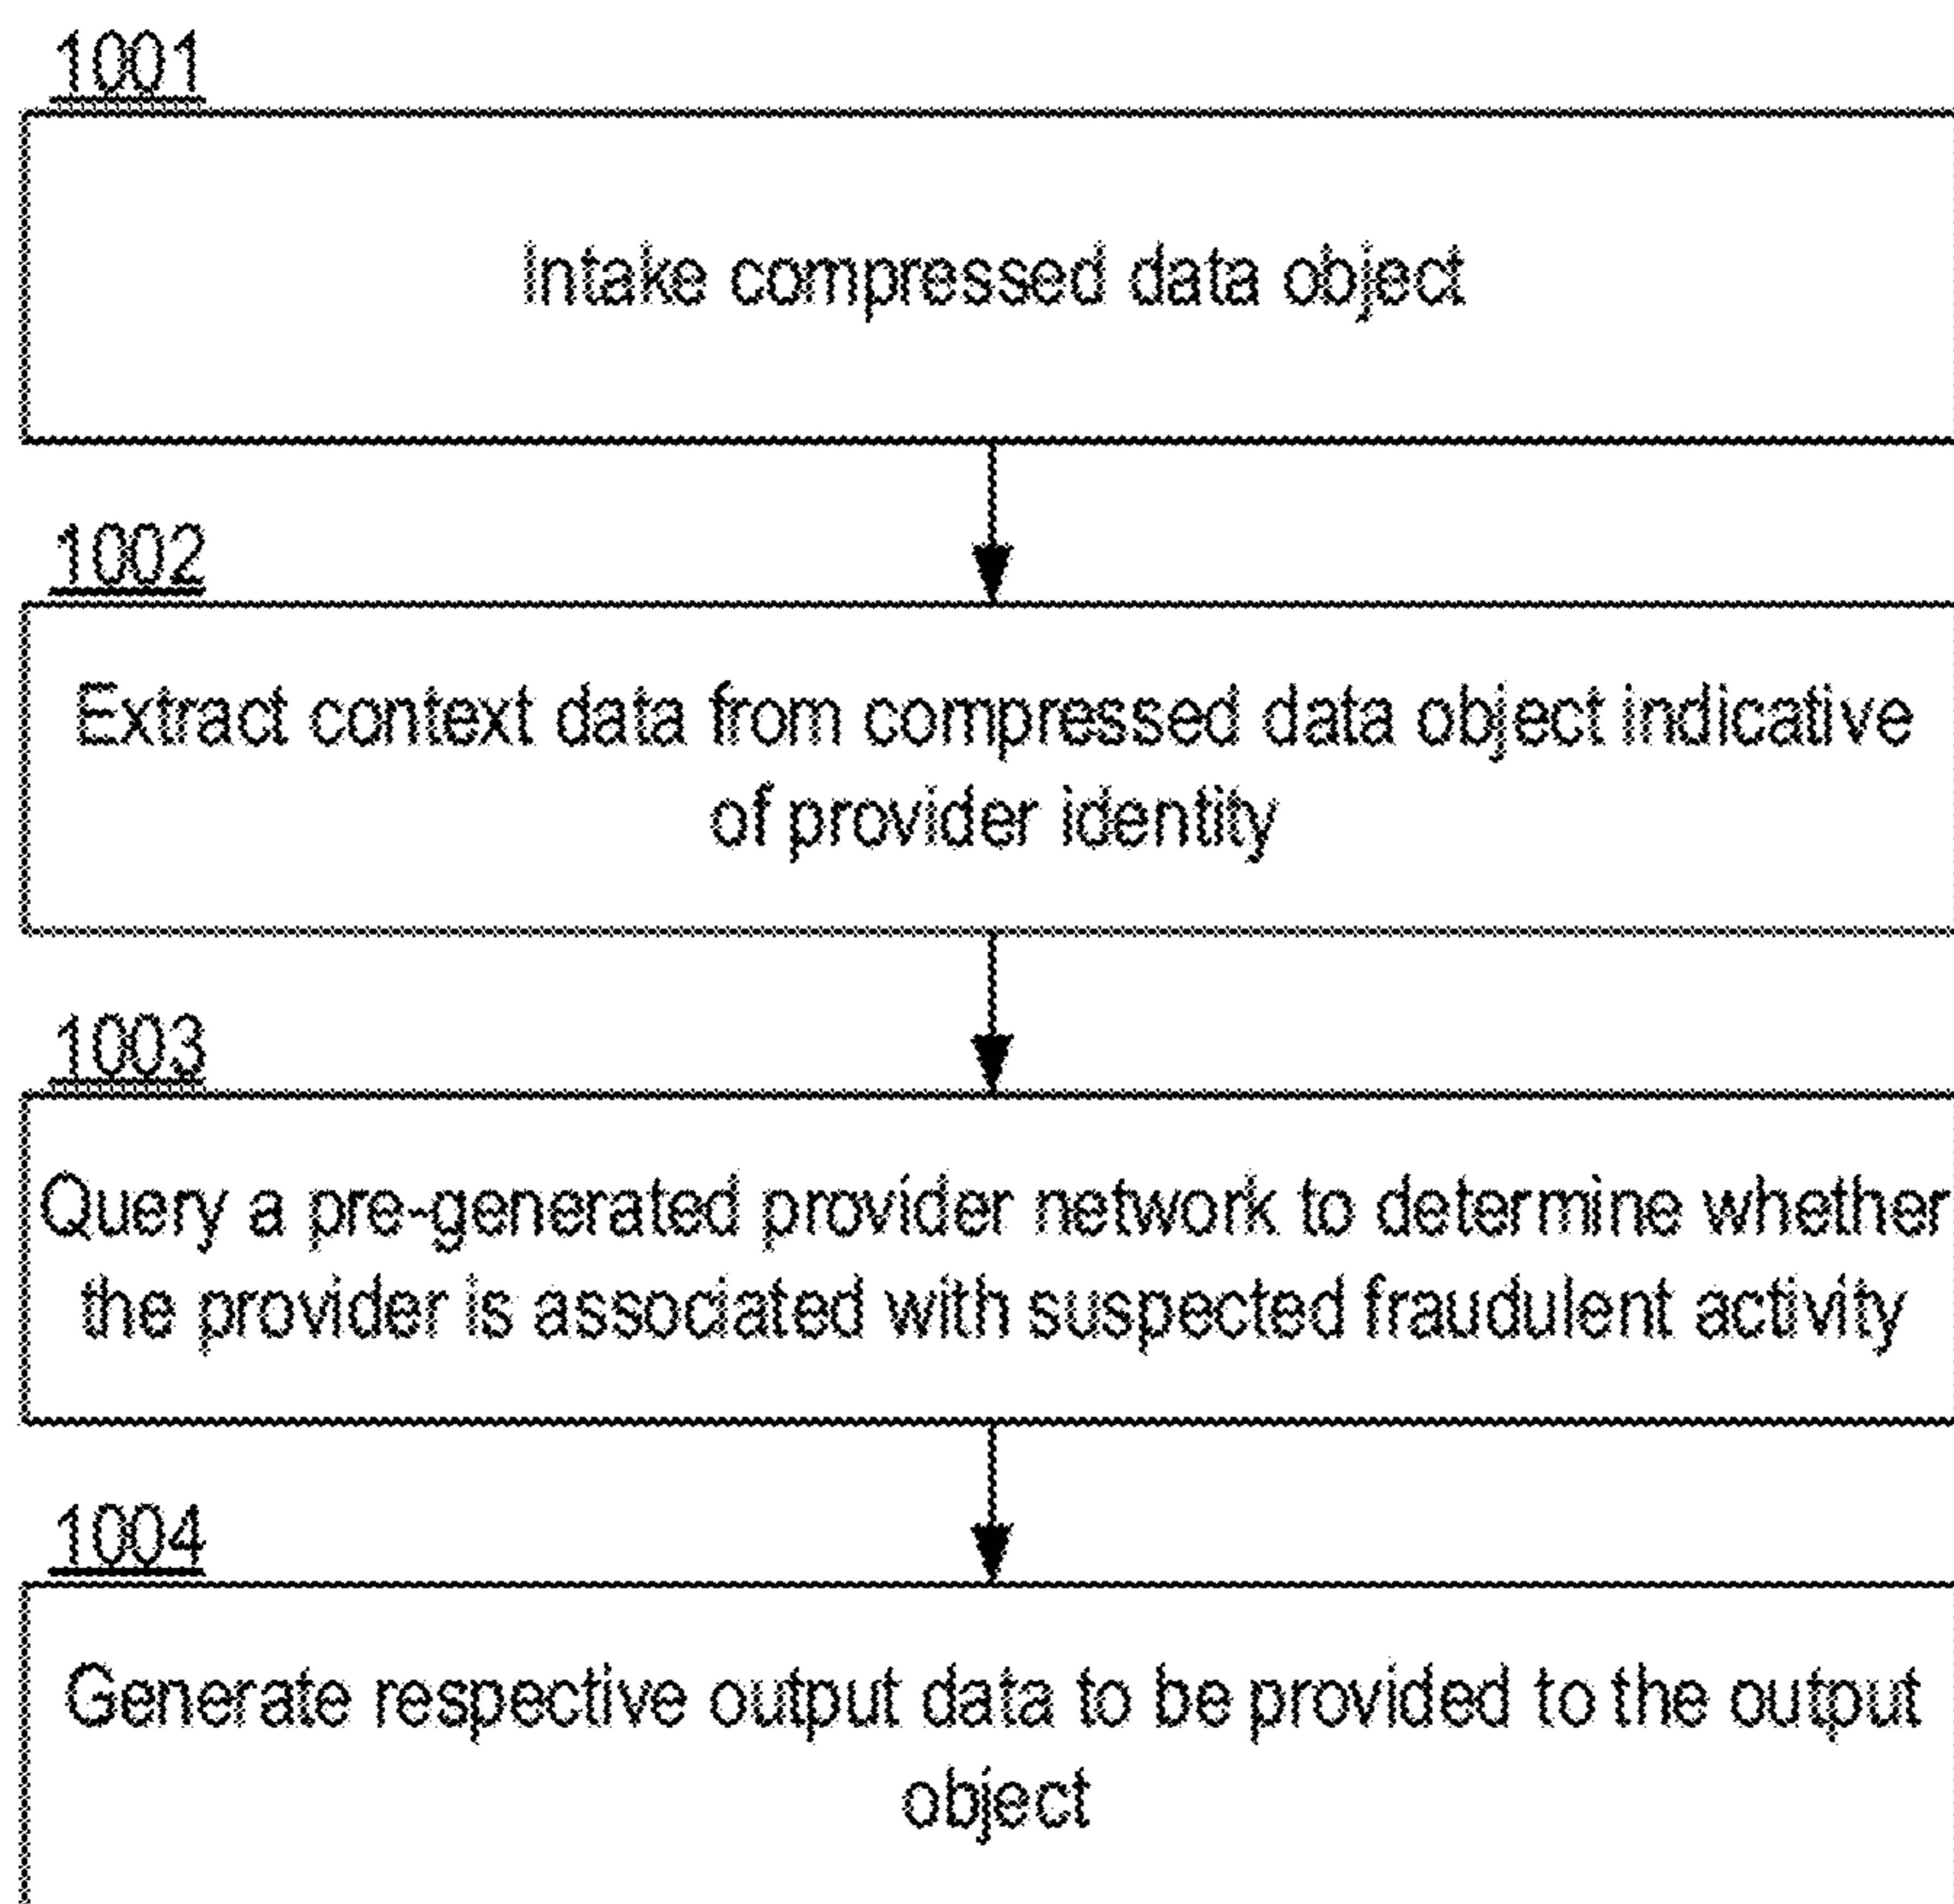 1001
Intake compressed data object
1002
Extract context data from compressed data object indicative
of provider identity
1003
Query a pre-generated provider network to determine whether
the provider is associated with suspected fraudulent activity
1004
Generate respective output data to be provided to the output
object